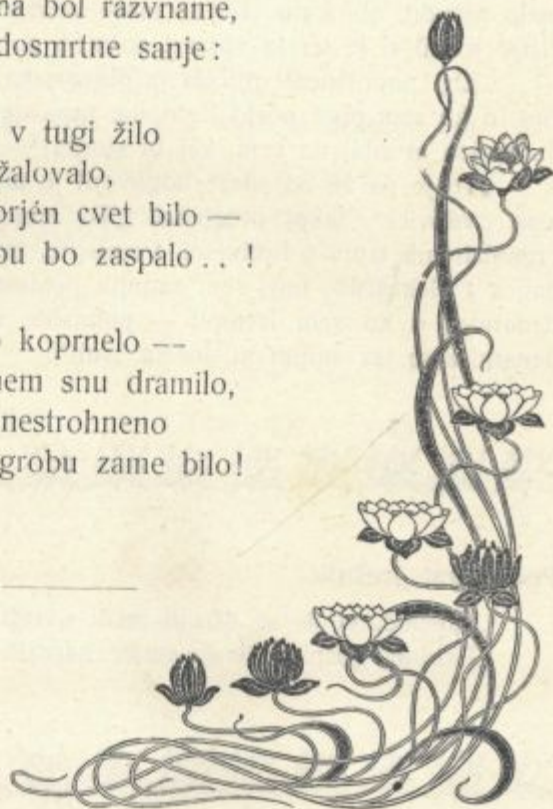 na bol razvname,
dosmrtne sanje:
v tugi žilo
žalovalo,
orjén cvet bilo —
bu bo zaspalo . . !
koprnelo —
nem snu dramilo,
nestrohneno
grobu zame bilo!